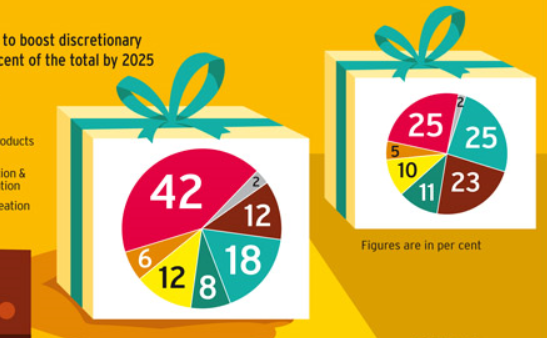 to boost discretionary
cent of the total by 2025
oducts
ion &
tion
eation
42
2
12
18
8
12
6
25
2
25
23
11
10
5
Figures are in per cent